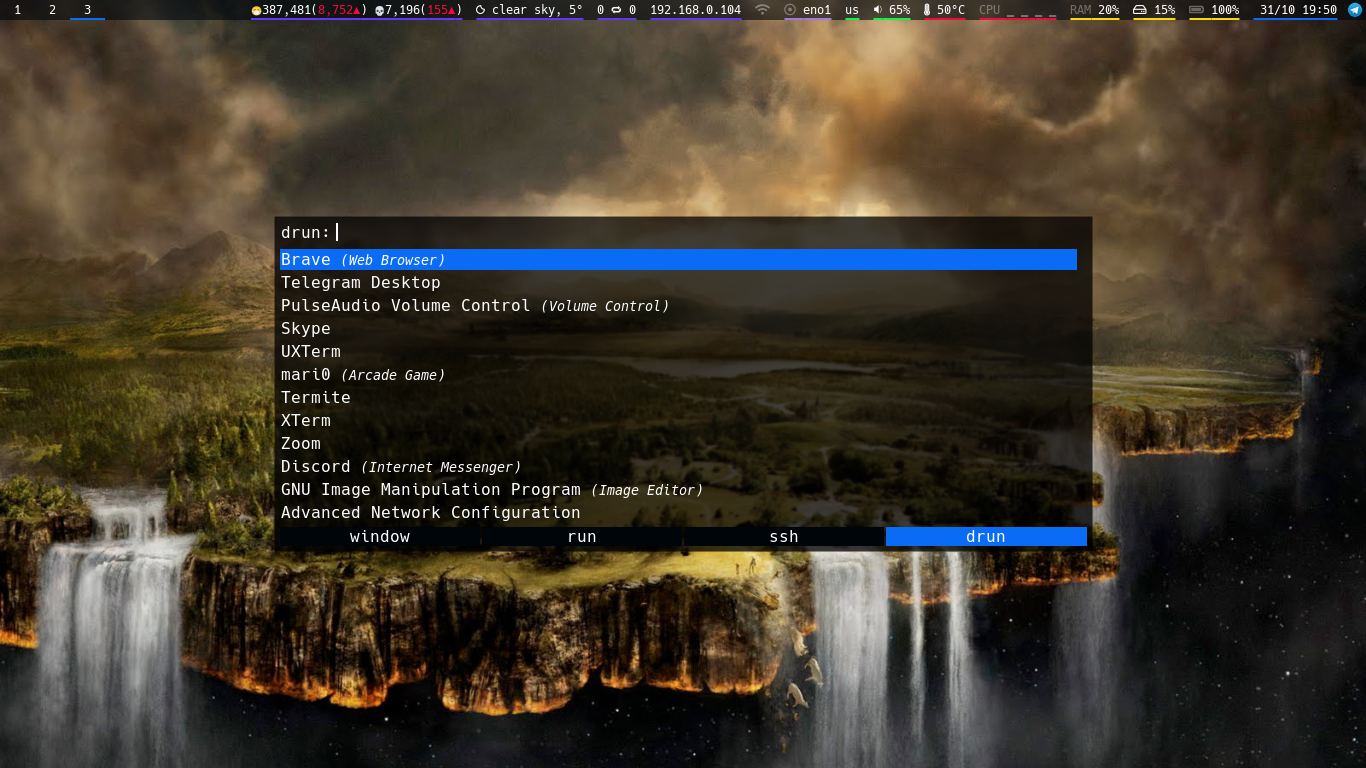 1 2 3 387,481(8,752▲) 7,196(155▲) clear sky, 5° 0 0 192.168.0.104 eno1 us 65% 50°C CPU _ _ _ _ RAM 20% 15% 100% 31/10 19:50
drun:
Brave (Web Browser)
Telegram Desktop
PulseAudio Volume Control (Volume Control)
Skype
UXTerm
mari0 (Arcade Game)
Termite
XTerm
Zoom
Discord (Internet Messenger)
GNU Image Manipulation Program (Image Editor)
Advanced Network Configuration
window run ssh drun